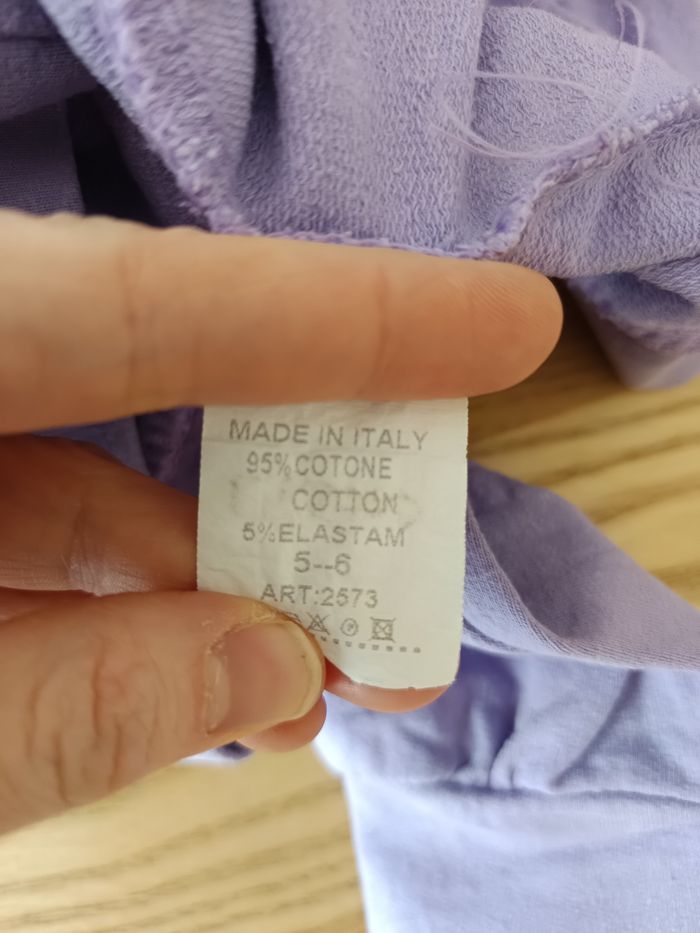 MADE IN ITALY
95%COTONE
COTTON
5%ELASTAM
5--6
ART:2573